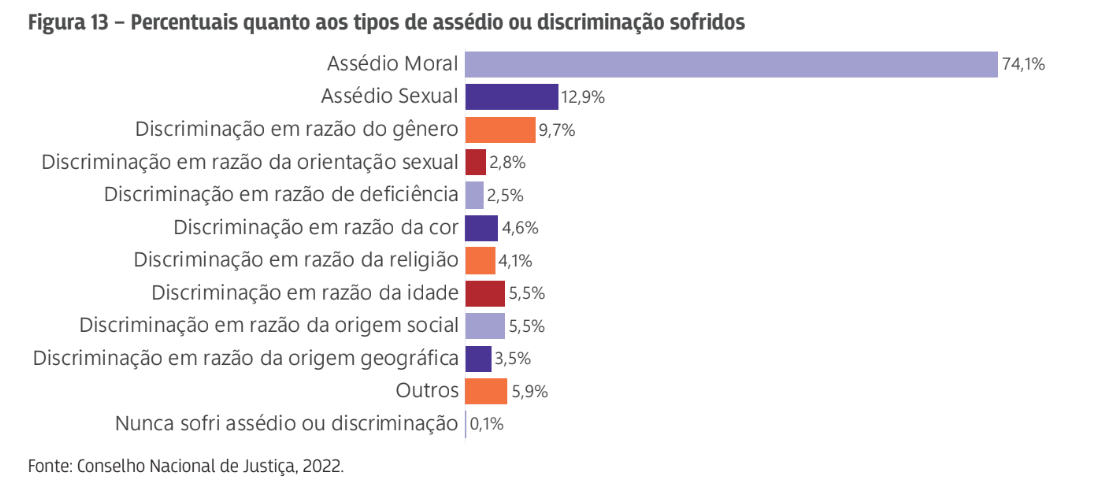 Figura 13 – Percentuais quanto aos tipos de assédio ou discriminação sofridos
Assédio Moral 74,1%
Assédio Sexual 12,9%
Discriminação em razão do gênero 9,7%
Discriminação em razão da orientação sexual 2,8%
Discriminação em razão de deficiência 2,5%
Discriminação em razão da cor 4,6%
Discriminação em razão da religião 4,1%
Discriminação em razão da idade 5,5%
Discriminação em razão da origem social 5,5%
Discriminação em razão da origem geográfica 3,5%
Outros 5,9%
Nunca sofri assédio ou discriminação 0,1%
Fonte: Conselho Nacional de Justiça, 2022.